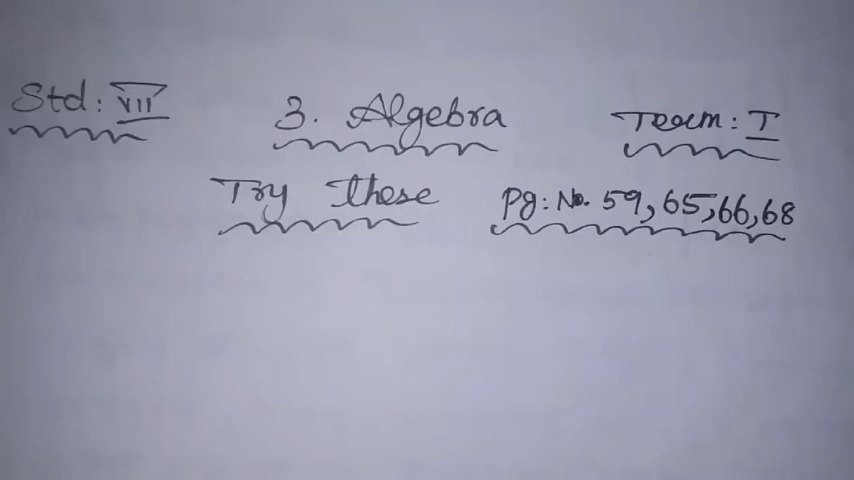 Std: VII 3. Algebra Term: I
Try These Pg: No. 59, 65, 66, 68